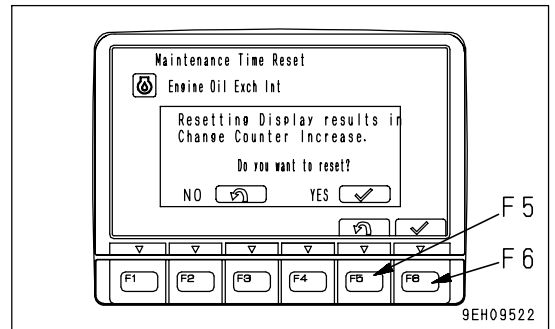 Maintenance Time Reset
Engine Oil Exch Int
Resetting Display results in
Change Counter Increase.
Do you want to reset?
NO YES
F5
F6
F1 F2 F3 F4 F5 F6
9EH09522